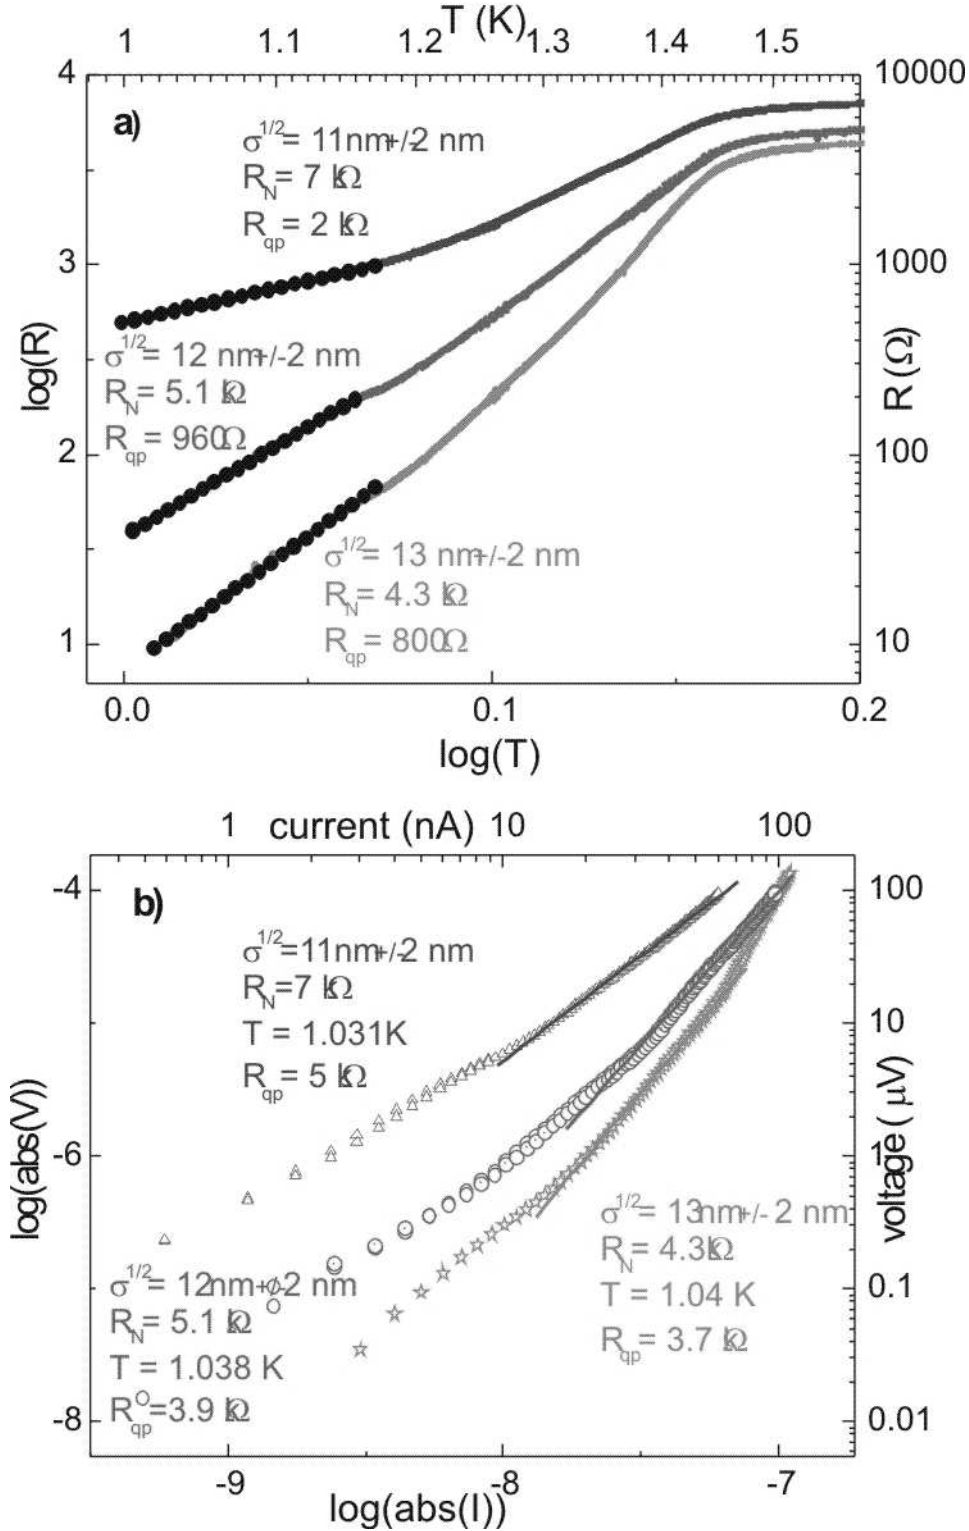 T (K)
1 1.1 1.2 1.3 1.4 1.5
4 10000
a)
σ1/2= 11nm+/-2 nm
RN= 7 kΩ
Rqp= 2 kΩ
3 1000
log(R)
R(Ω)
σ1/2= 12 nm+/-2 nm
RN= 5.1 kΩ
Rqp= 960Ω
2 100
σ1/2= 13 nm+/-2 nm
RN= 4.3 kΩ
Rqp= 800Ω
1 10
0.0 0.1 0.2
log(T)
1 current (nA) 10 100
-4 100
b)
σ1/2=11nm+/-2 nm
RN=7 kΩ
T = 1.031K
Rqp= 5 kΩ
-5 10
log(abs(V))
voltage ( μV)
-6 1
σ1/2= 13nm+/- 2 nm
RN= 4.3kΩ
T = 1.04 K
Rqp= 3.7kΩ
-7 0.1
σ1/2= 12nm+/-2 nm
RN= 5.1 kΩ
T = 1.038 K
Rqp=3.9 kΩ
-8 0.01
-9 -8 -7
log(abs(I))